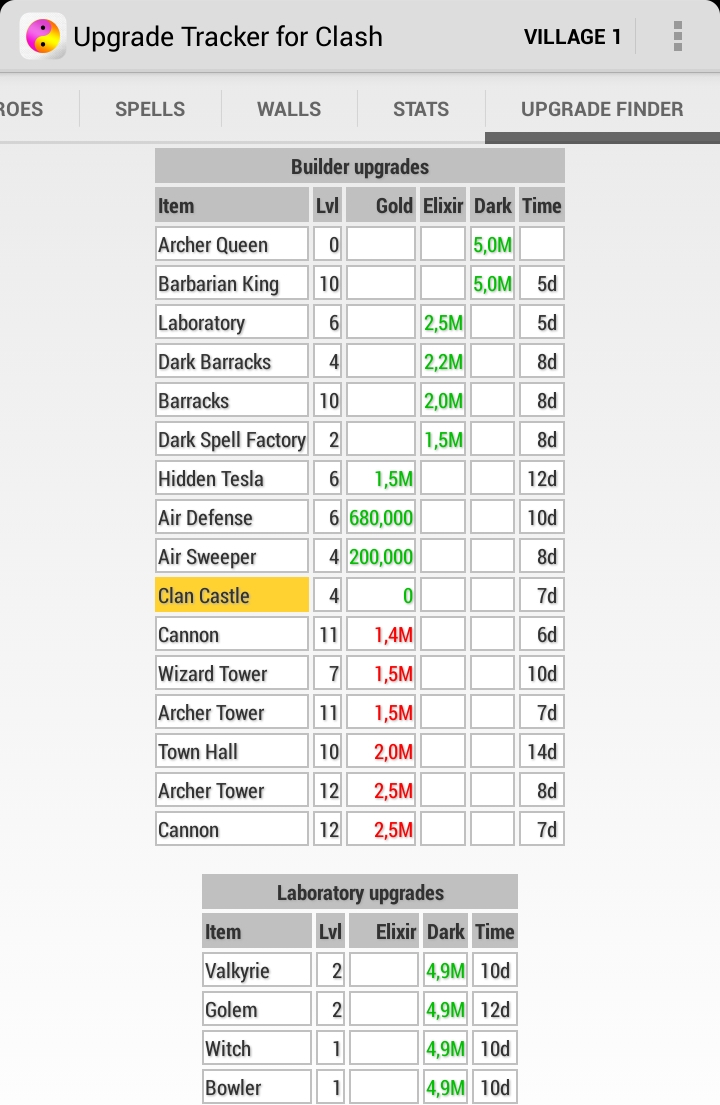 Upgrade Tracker for Clash VILLAGE 1
ROES SPELLS WALLS STATS UPGRADE FINDER
Builder upgrades
Item Lvl Gold Elixir Dark Time
Archer Queen 0 5,0M
Barbarian King 10 5,0M 5d
Laboratory 6 2,5M 5d
Dark Barracks 4 2,2M 8d
Barracks 10 2,0M 8d
Dark Spell Factory 2 1,5M 8d
Hidden Tesla 6 1,5M 12d
Air Defense 6 680,000 10d
Air Sweeper 4 200,000 8d
Clan Castle 4 0 7d
Cannon 11 1,4M 6d
Wizard Tower 7 1,5M 10d
Archer Tower 11 1,5M 7d
Town Hall 10 2,0M 14d
Archer Tower 12 2,5M 8d
Cannon 12 2,5M 7d
Laboratory upgrades
Item Lvl Elixir Dark Time
Valkyrie 2 4,9M 10d
Golem 2 4,9M 12d
Witch 1 4,9M 10d
Bowler 1 4,9M 10d